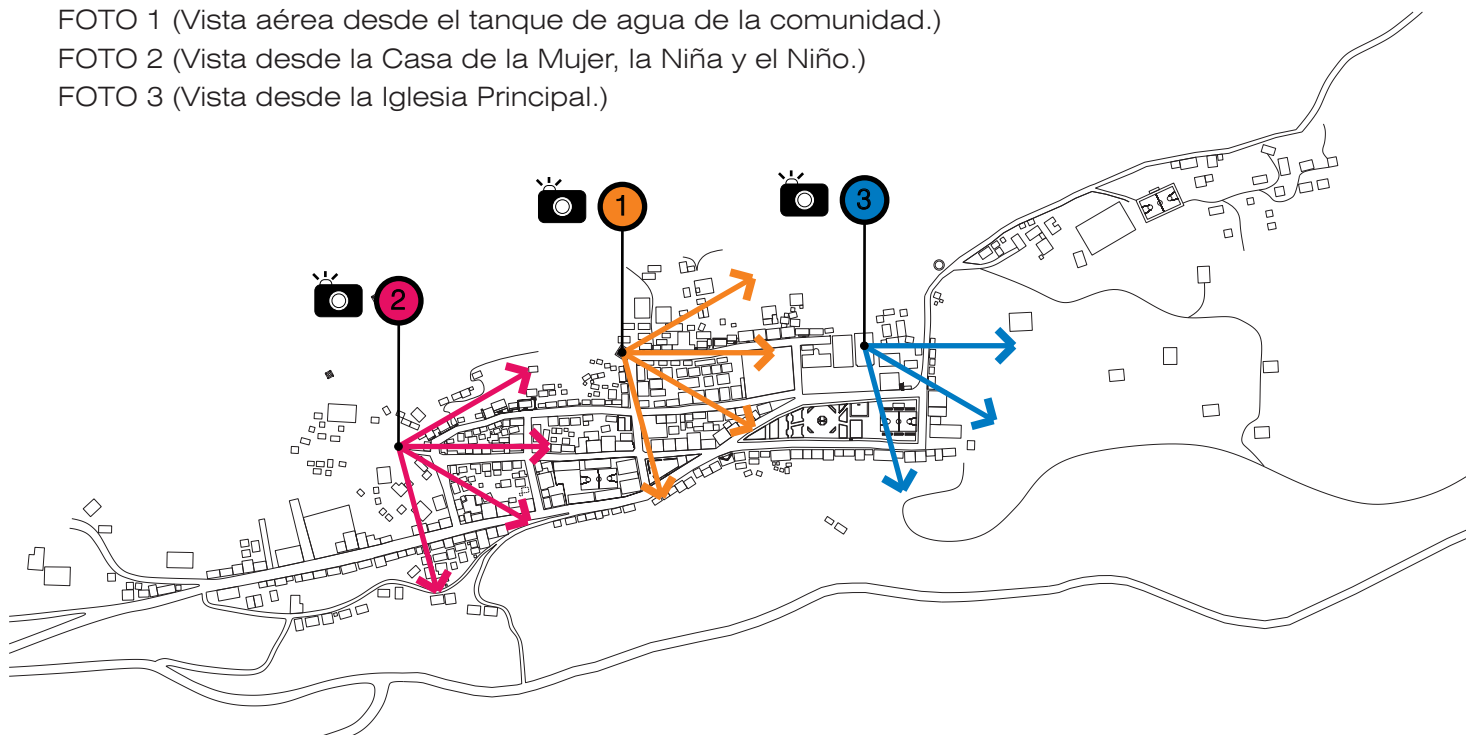 FOTO 1 (Vista aérea desde el tanque de agua de la comunidad.)
FOTO 2 (Vista desde la Casa de la Mujer, la Niña y el Niño.)
FOTO 3 (Vista desde la Iglesia Principal.)
1
3
2